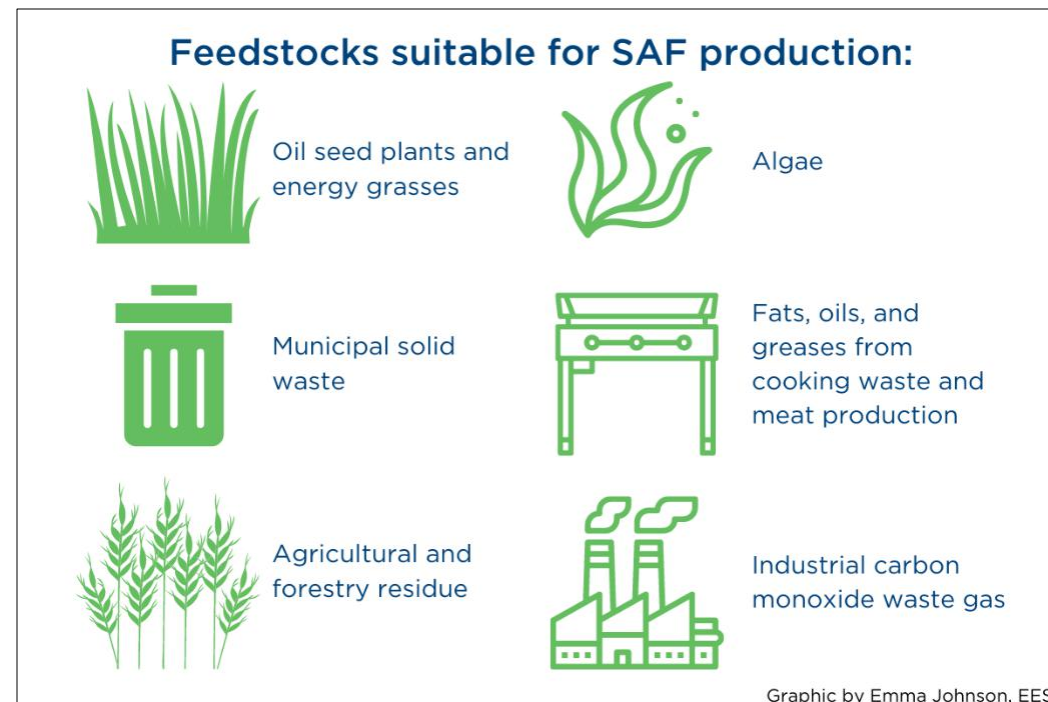 Feedstocks suitable for SAF production:
Oil seed plants and
energy grasses
Algae
Municipal solid
waste
Fats, oils, and
greases from
cooking waste and
meat production
Agricultural and
forestry residue
Industrial carbon
monoxide waste gas
Graphic by Emma Johnson, EES